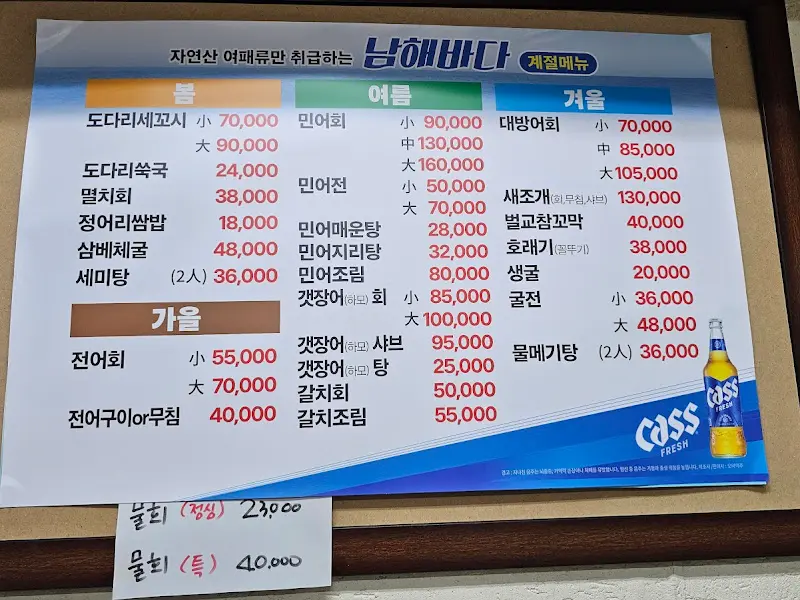 자연산 여패류만 취급하는 남해바다 계절메뉴
봄
도다리세꼬시 小 70,000
大 90,000
도다리쑥국 24,000
멸치회 38,000
정어리쌈밥 18,000
삼베체굴 48,000
세미탕 (2人) 36,000
가을
전어회 小 55,000
大 70,000
전어구이or무침 40,000
여름
민어회 小 90,000
中 130,000
大 160,000
민어전 小 50,000
大 70,000
민어매운탕 28,000
민어지리탕 32,000
민어조림 80,000
갯장어(하모) 회 小 85,000
大 100,000
갯장어(하모) 샤브 95,000
갯장어(하모) 탕 25,000
갈치회 50,000
갈치조림 55,000
겨울
대방어회 小 70,000
中 85,000
大 105,000
새조개(회,무침,샤브) 130,000
벌교참꼬막 40,000
호래기(꼴뚜기) 38,000
생굴 20,000
굴전 小 36,000
大 48,000
물메기탕 (2人) 36,000
Cass
FRESH
Cass
FRESH
물회 (정식) 23,000
물회 (특) 40,000